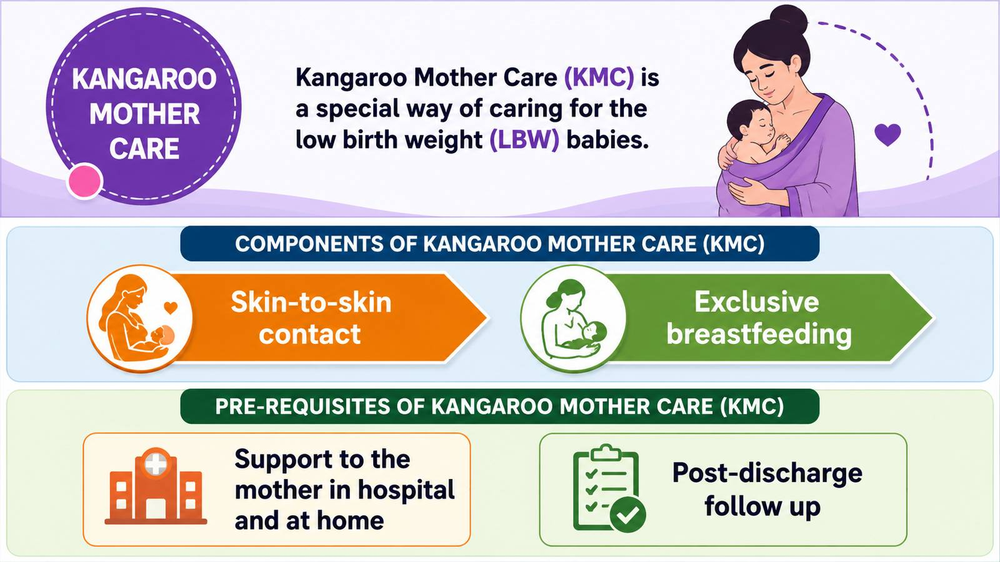 KANGAROO
MOTHER
CARE
Kangaroo Mother Care (KMC) is
a special way of caring for the
low birth weight (LBW) babies.
COMPONENTS OF KANGAROO MOTHER CARE (KMC)
Skin-to-skin
contact
Exclusive
breastfeeding
PRE-REQUISITES OF KANGAROO MOTHER CARE (KMC)
Support to the
mother in hospital
and at home
Post-discharge
follow up